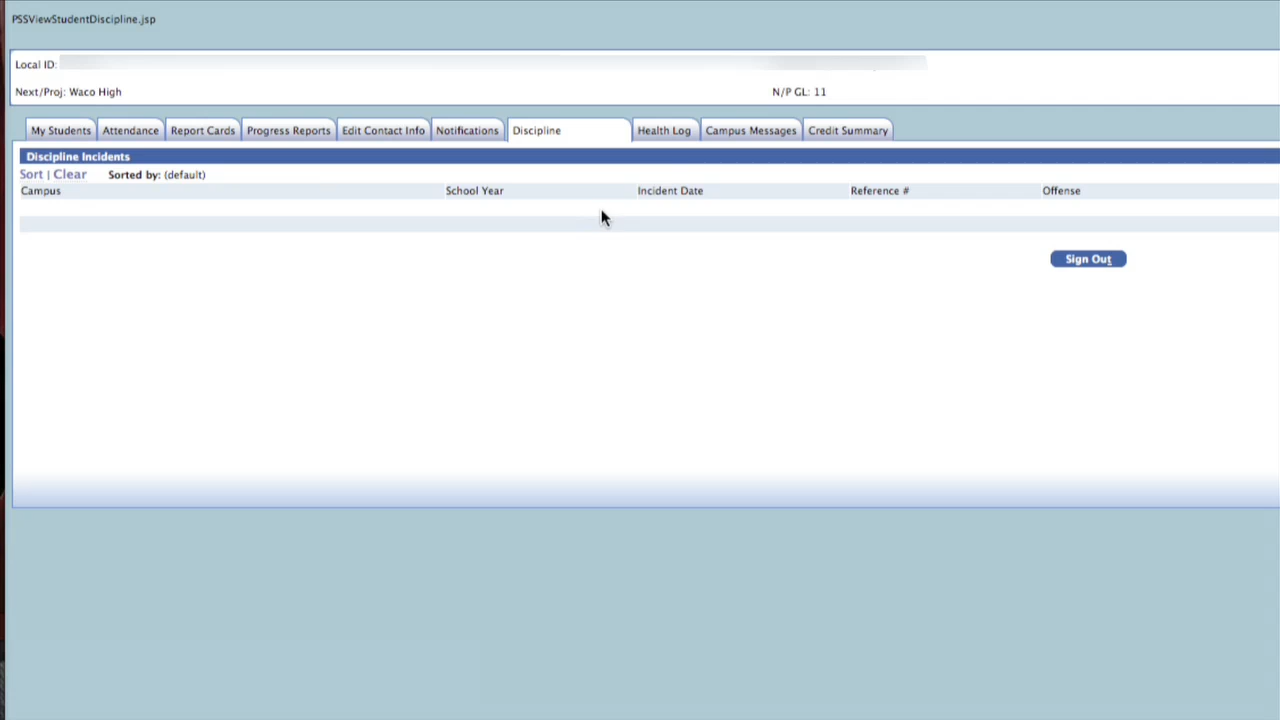 PSSViewStudentDiscipline.jsp
Local ID:
Next/Proj: Waco High N/P GL: 11
My Students Attendance Report Cards Progress Reports Edit Contact Info Notifications Discipline Health Log Campus Messages Credit Summary
Discipline Incidents
Sort | Clear Sorted by: (default)
Campus School Year Incident Date Reference # Offense
Sign Out